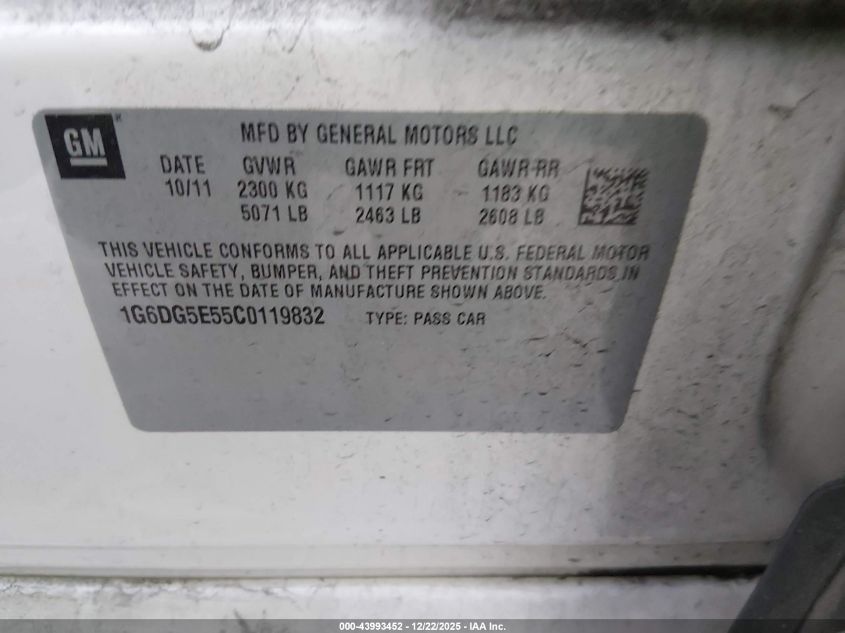 GM
MFD BY GENERAL MOTORS LLC
DATE GVWR GAWR FRT GAWR RR
10/11 2300 KG 1117 KG 1183 KG
5071 LB 2463 LB 2608 LB
THIS VEHICLE CONFORMS TO ALL APPLICABLE U.S. FEDERAL MOTOR
VEHICLE SAFETY, BUMPER, AND THEFT PREVENTION STANDARDS IN
EFFECT ON THE DATE OF MANUFACTURE SHOWN ABOVE.
1G6DG5E55C0119832 TYPE: PASS CAR
000-43993452 - 12/22/2025 - IAA Inc.